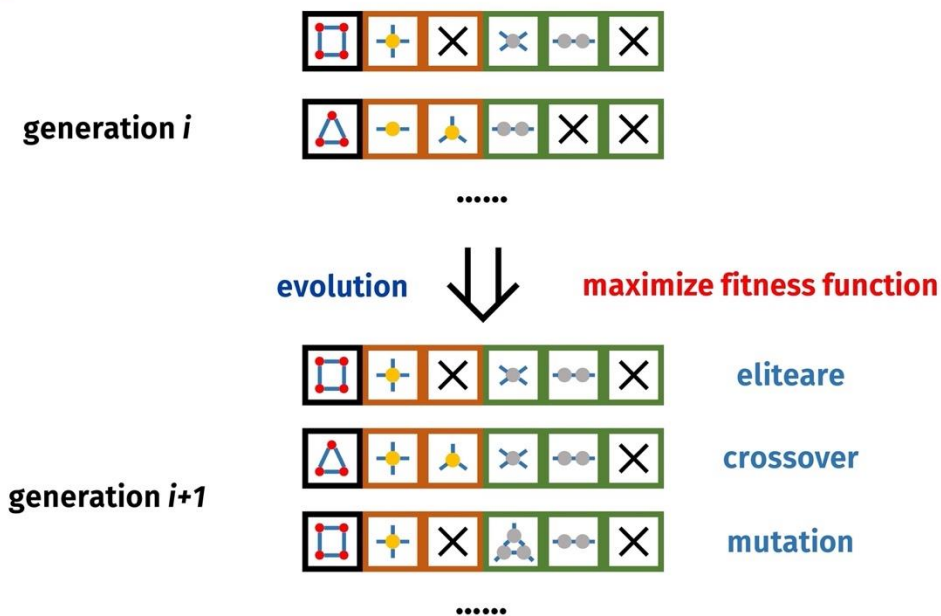 generation i
......
evolution
maximize fitness function
eliteare
crossover
generation i+1
mutation
......